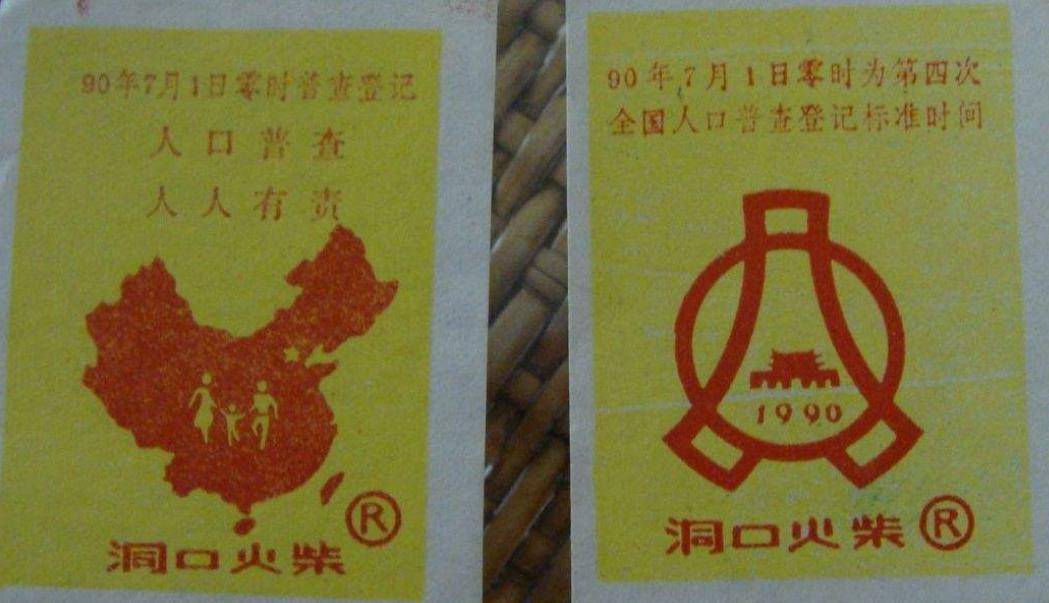 90年7月1日零时普查登记
人口普查
人人有责
洞口火柴 ®
90年7月1日零时为第四次
全国人口普查登记标准时间
1990
洞口火柴 ®